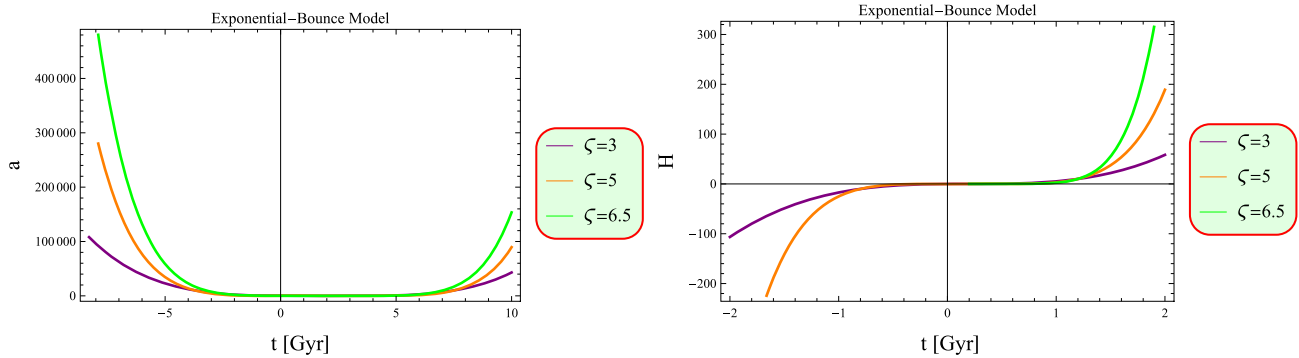 Exponential−Bounce Model
400 000
300 000
200 000
100 000
0
−5
0
5
10
a
t [Gyr]
ζ=3
ζ=5
ζ=6.5
Exponential−Bounce Model
300
200
100
0
−100
−200
−2
−1
0
1
2
H
t [Gyr]
ζ=3
ζ=5
ζ=6.5